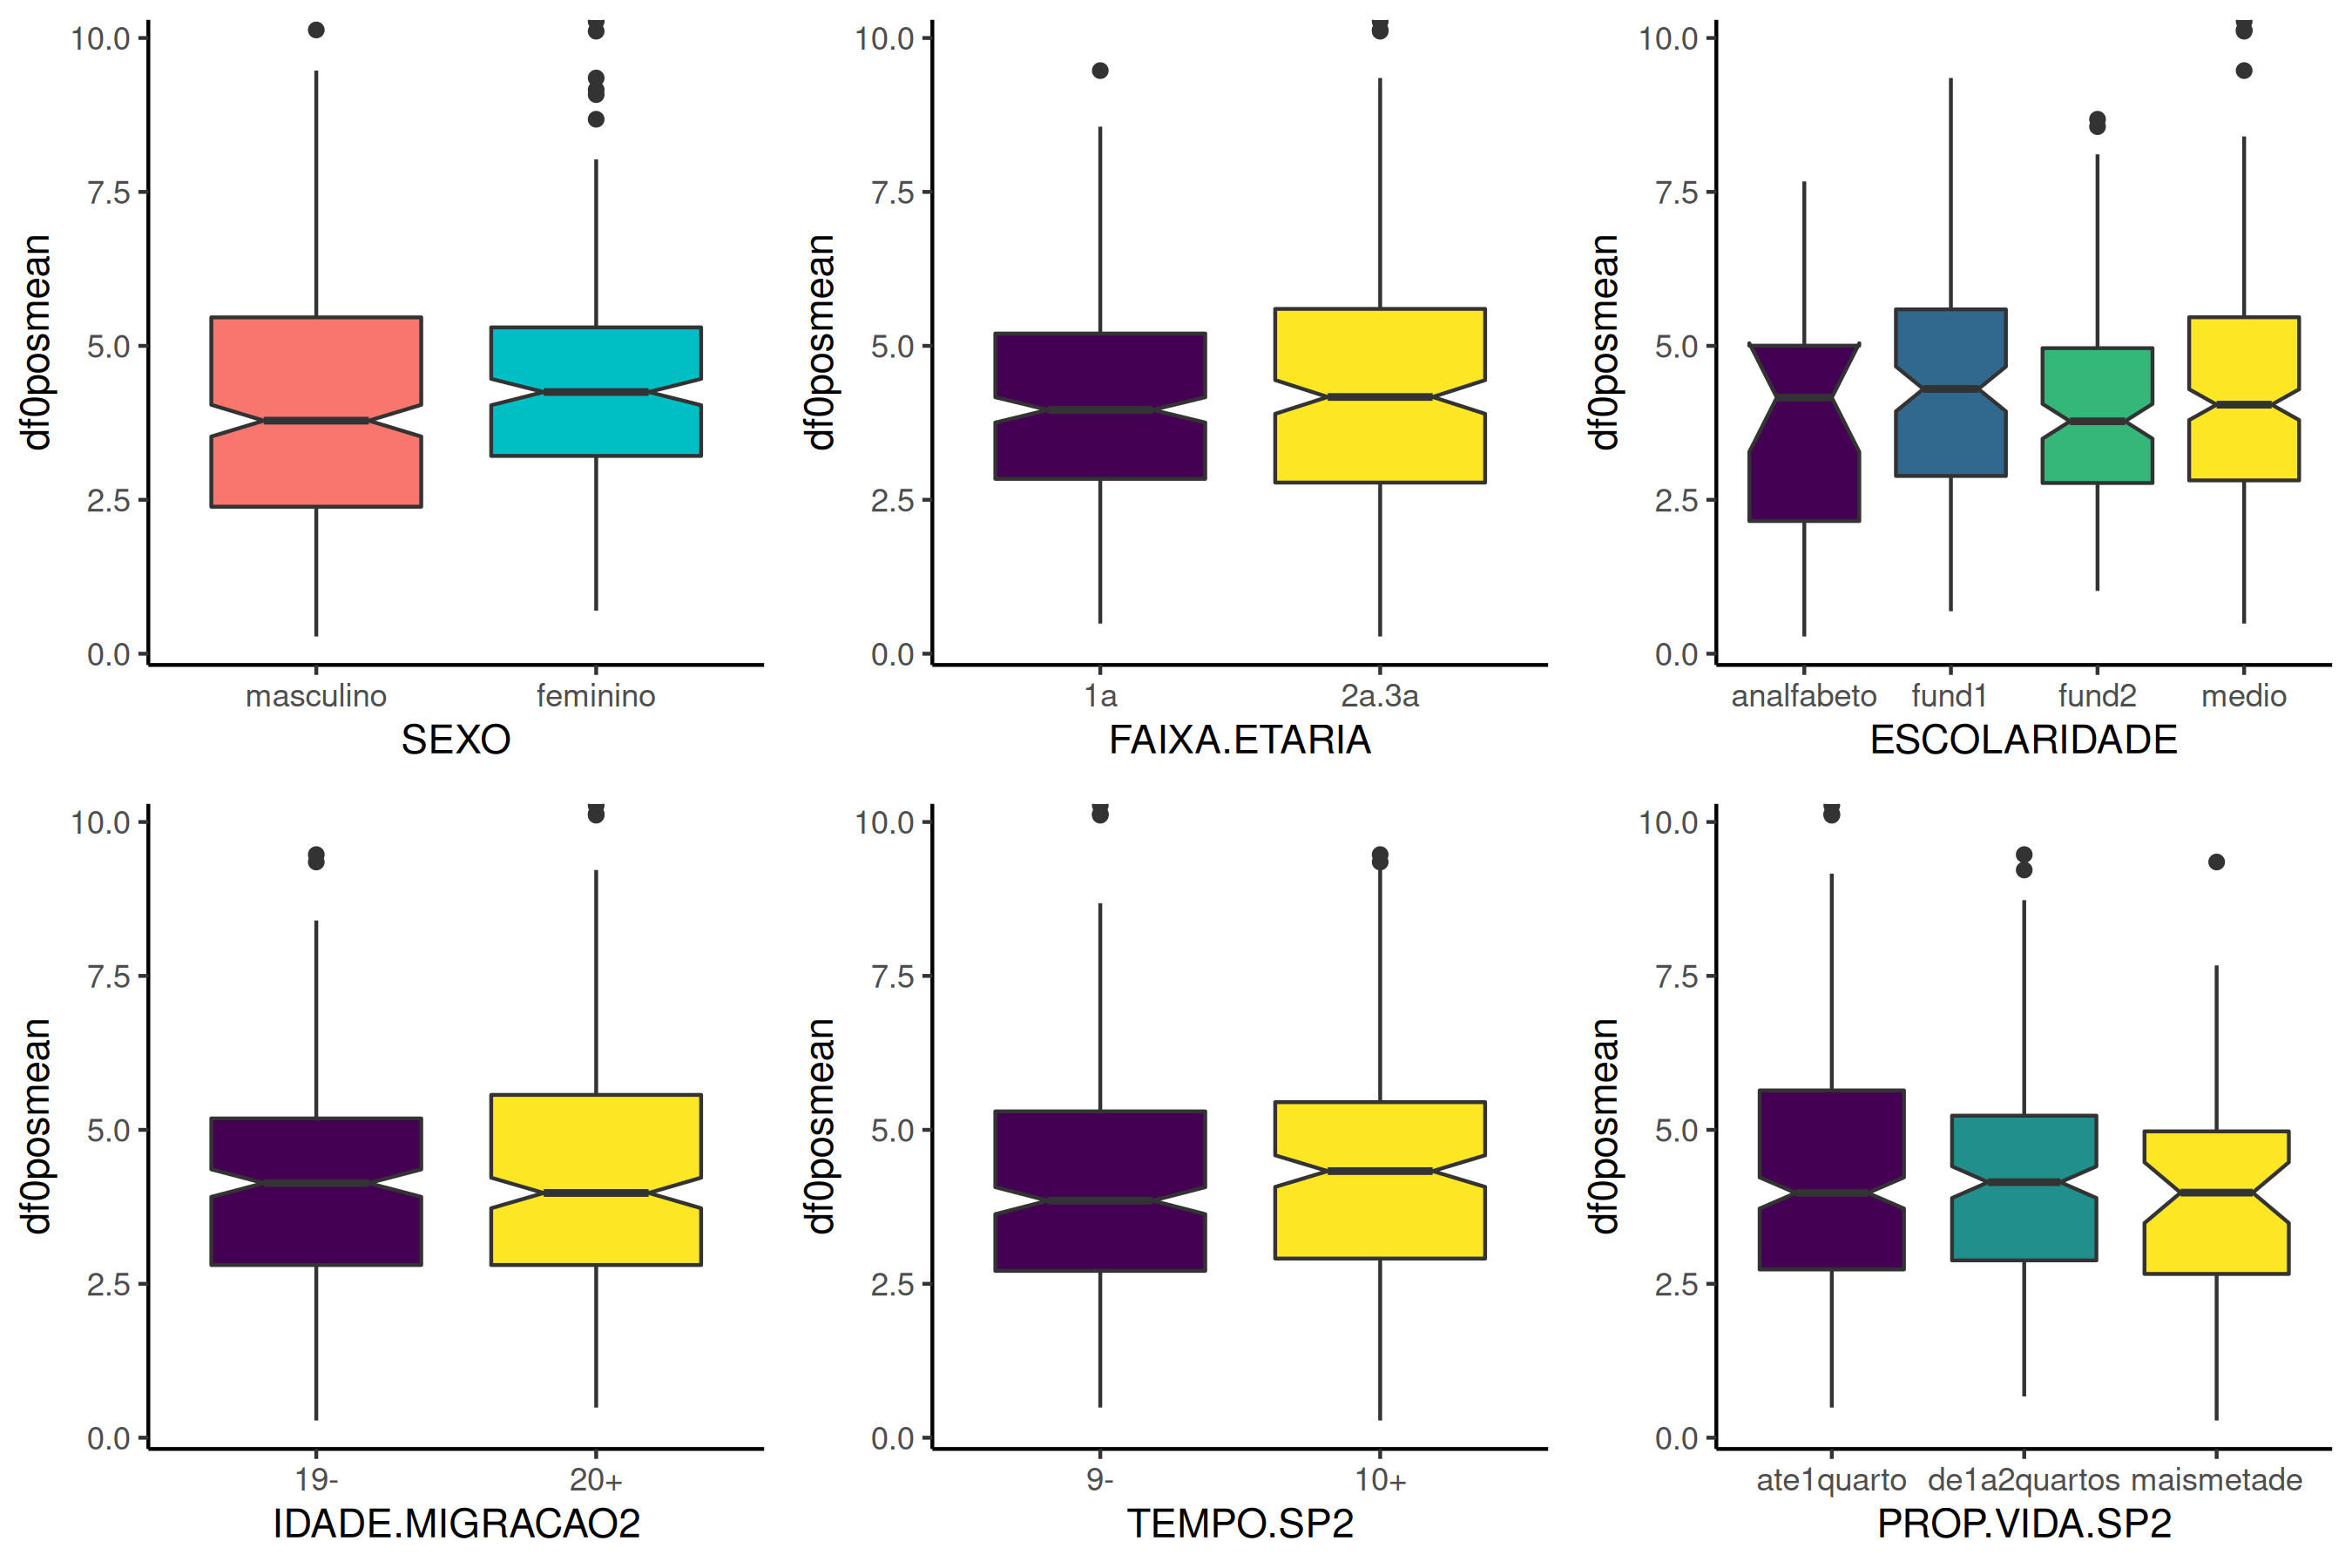 df0posmean
10.0
7.5
5.0
2.5
0.0
masculino feminino
SEXO
df0posmean
10.0
7.5
5.0
2.5
0.0
1a 2a.3a
FAIXA.ETARIA
df0posmean
10.0
7.5
5.0
2.5
0.0
analfabeto fund1 fund2 medio
ESCOLARIDADE
df0posmean
10.0
7.5
5.0
2.5
0.0
19- 20+
IDADE.MIGRACAO2
df0posmean
10.0
7.5
5.0
2.5
0.0
9- 10+
TEMPO.SP2
df0posmean
10.0
7.5
5.0
2.5
0.0
ate1quarto de1a2quartos maismetade
PROP.VIDA.SP2